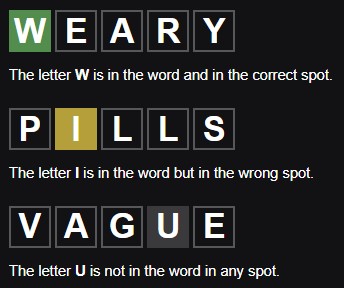 WEARY
The letter W is in the word and in the correct spot.
PILLS
The letter I is in the word but in the wrong spot.
VAGUE
The letter U is not in the word in any spot.